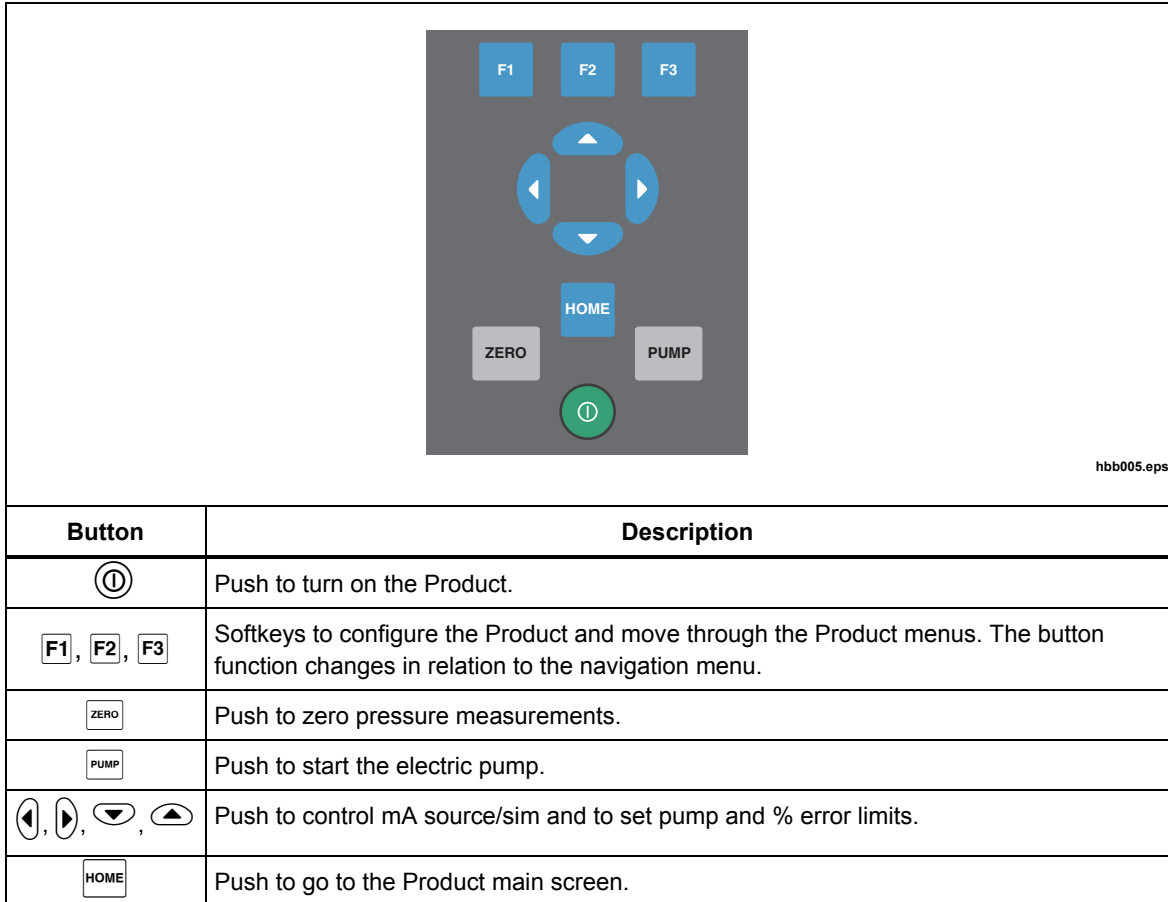 F1 F2 F3
HOME
ZERO PUMP
hbb005.eps
Button Description
Push to turn on the Product.
F1, F2, F3 Softkeys to configure the Product and move through the Product menus. The button
function changes in relation to the navigation menu.
ZERO Push to zero pressure measurements.
PUMP Push to start the electric pump.
, , , Push to control mA source/sim and to set pump and % error limits.
HOME Push to go to the Product main screen.